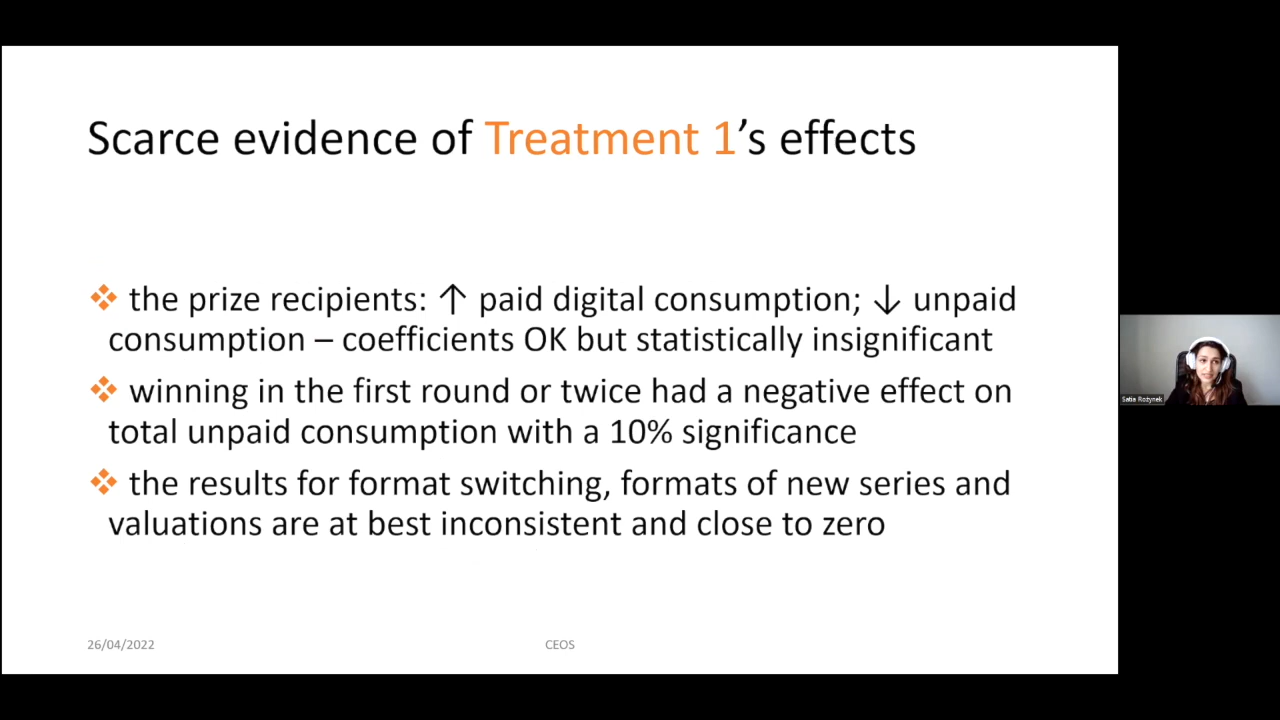 Scarce evidence of Treatment 1’s effects
❖ the prize recipients: ↑ paid digital consumption; ↓ unpaid
consumption – coefficients OK but statistically insignificant
❖ winning in the first round or twice had a negative effect on
total unpaid consumption with a 10% significance
❖ the results for format switching, formats of new series and
valuations are at best inconsistent and close to zero
26/04/2022
CEOS
Satia Rożynek